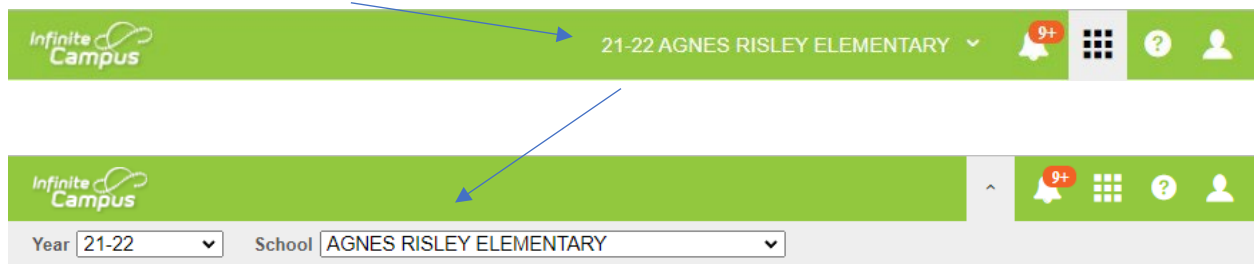 Infinite Campus 21-22 AGNES RISLEY ELEMENTARY 9+ ?
Infinite Campus 9+ ?
Year 21-22 School AGNES RISLEY ELEMENTARY